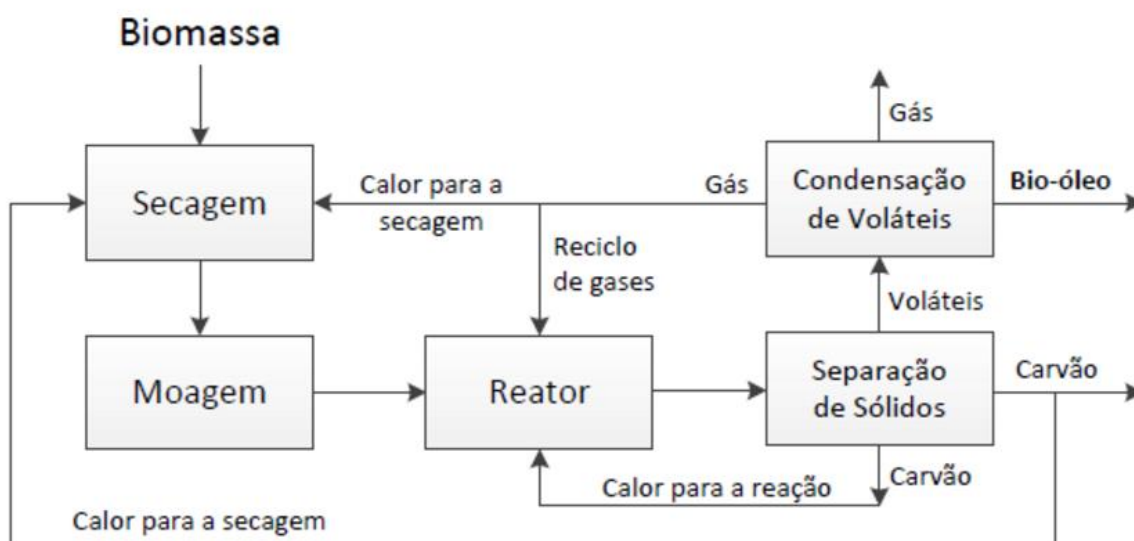 Biomassa
Gás
Secagem
Calor para a
secagem
Gás
Condensação
de Voláteis
Bio-óleo
Reciclo
de gases
Voláteis
Moagem
Reator
Separação
de Sólidos
Carvão
Calor para a reação
Carvão
Calor para a secagem